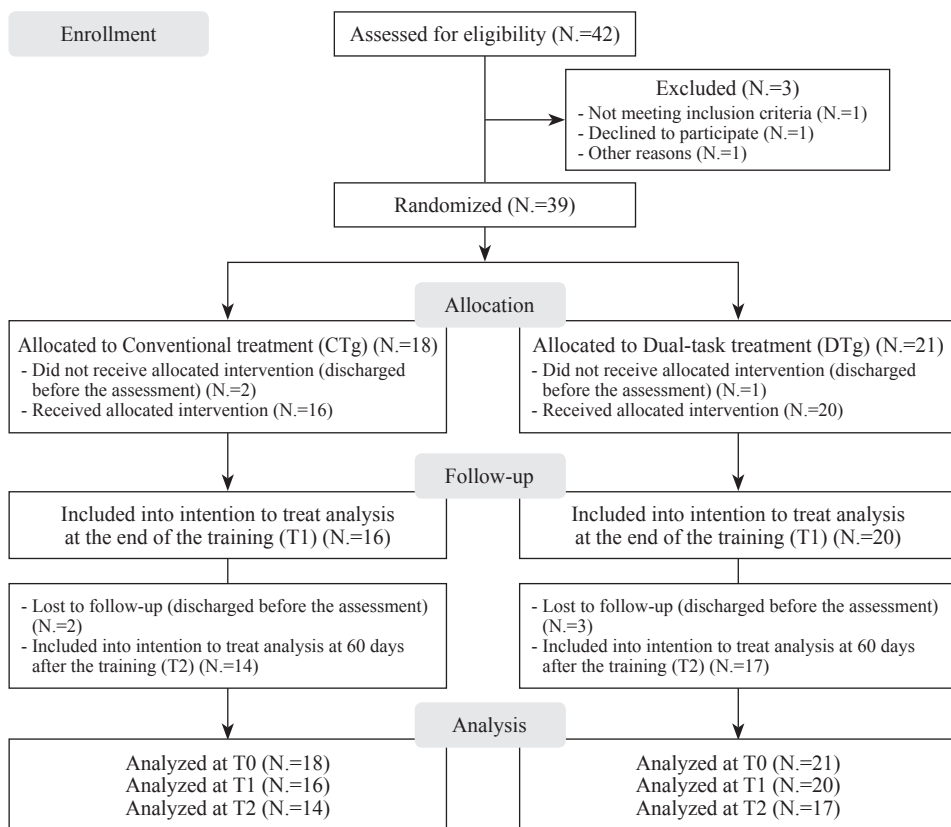 Enrollment
Assessed for eligibility (N.=42)
Excluded (N.=3)
- Not meeting inclusion criteria (N.=1)
- Declined to participate (N.=1)
- Other reasons (N.=1)
Randomized (N.=39)
Allocation
Allocated to Conventional treatment (CTg) (N.=18)
- Did not receive allocated intervention (discharged
before the assessment) (N.=2)
- Received allocated intervention (N.=16)
Allocated to Dual-task treatment (DTg) (N.=21)
- Did not receive allocated intervention (discharged
before the assessment) (N.=1)
- Received allocated intervention (N.=20)
Follow-up
Included into intention to treat analysis
at the end of the training (T1) (N.=16)
Included into intention to treat analysis
at the end of the training (T1) (N.=20)
- Lost to follow-up (discharged before the assessment)
(N.=2)
- Included into intention to treat analysis at 60 days
after the training (T2) (N.=14)
- Lost to follow-up (discharged before the assessment)
(N.=3)
- Included into intention to treat analysis at 60 days
after the training (T2) (N.=17)
Analysis
Analyzed at T0 (N.=18)
Analyzed at T1 (N.=16)
Analyzed at T2 (N.=14)
Analyzed at T0 (N.=21)
Analyzed at T1 (N.=20)
Analyzed at T2 (N.=17)